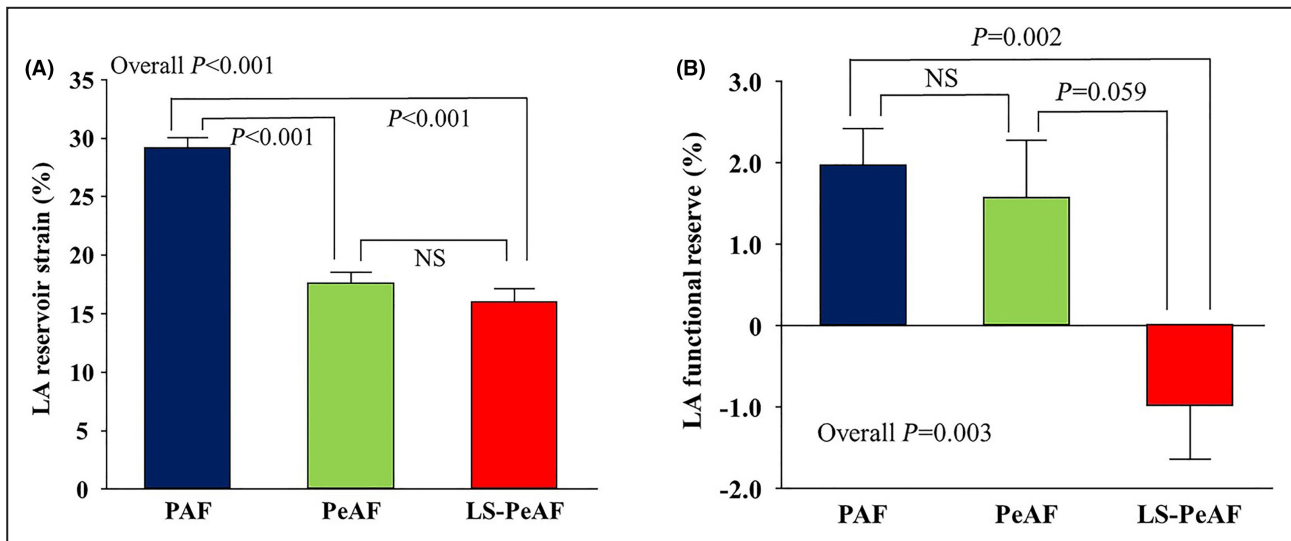 (A)
Overall P<0.001
P<0.001
P<0.001
NS
LA reservoir strain (%)
35
30
25
20
15
10
5
0
PAF PeAF LS-PeAF
(B)
P=0.002
NS
P=0.059
LA functional reserve (%)
3.0
2.0
1.0
0
-1.0
-2.0
Overall P=0.003
PAF PeAF LS-PeAF